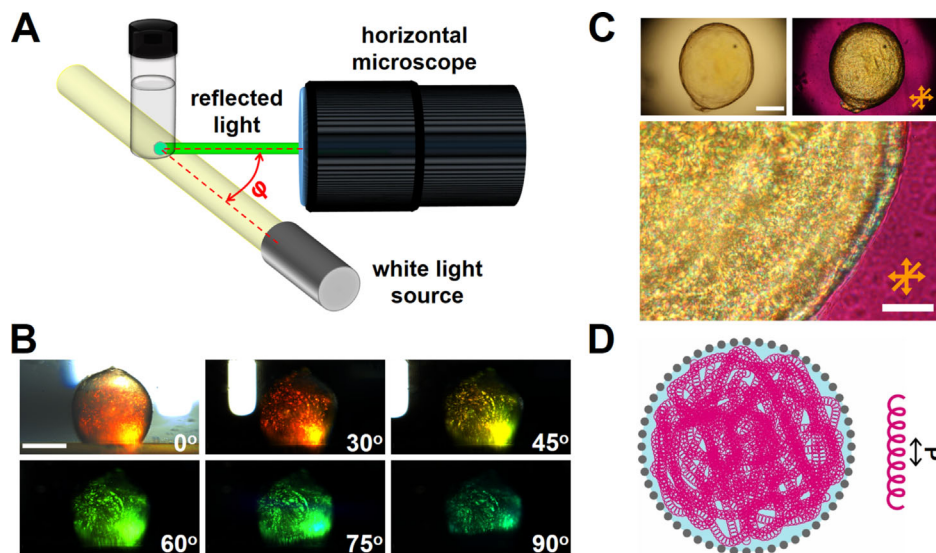 A
horizontal
microscope
reflected
light
φ
white light
source
B
0°
30°
45°
60°
75°
90°
C
D
P